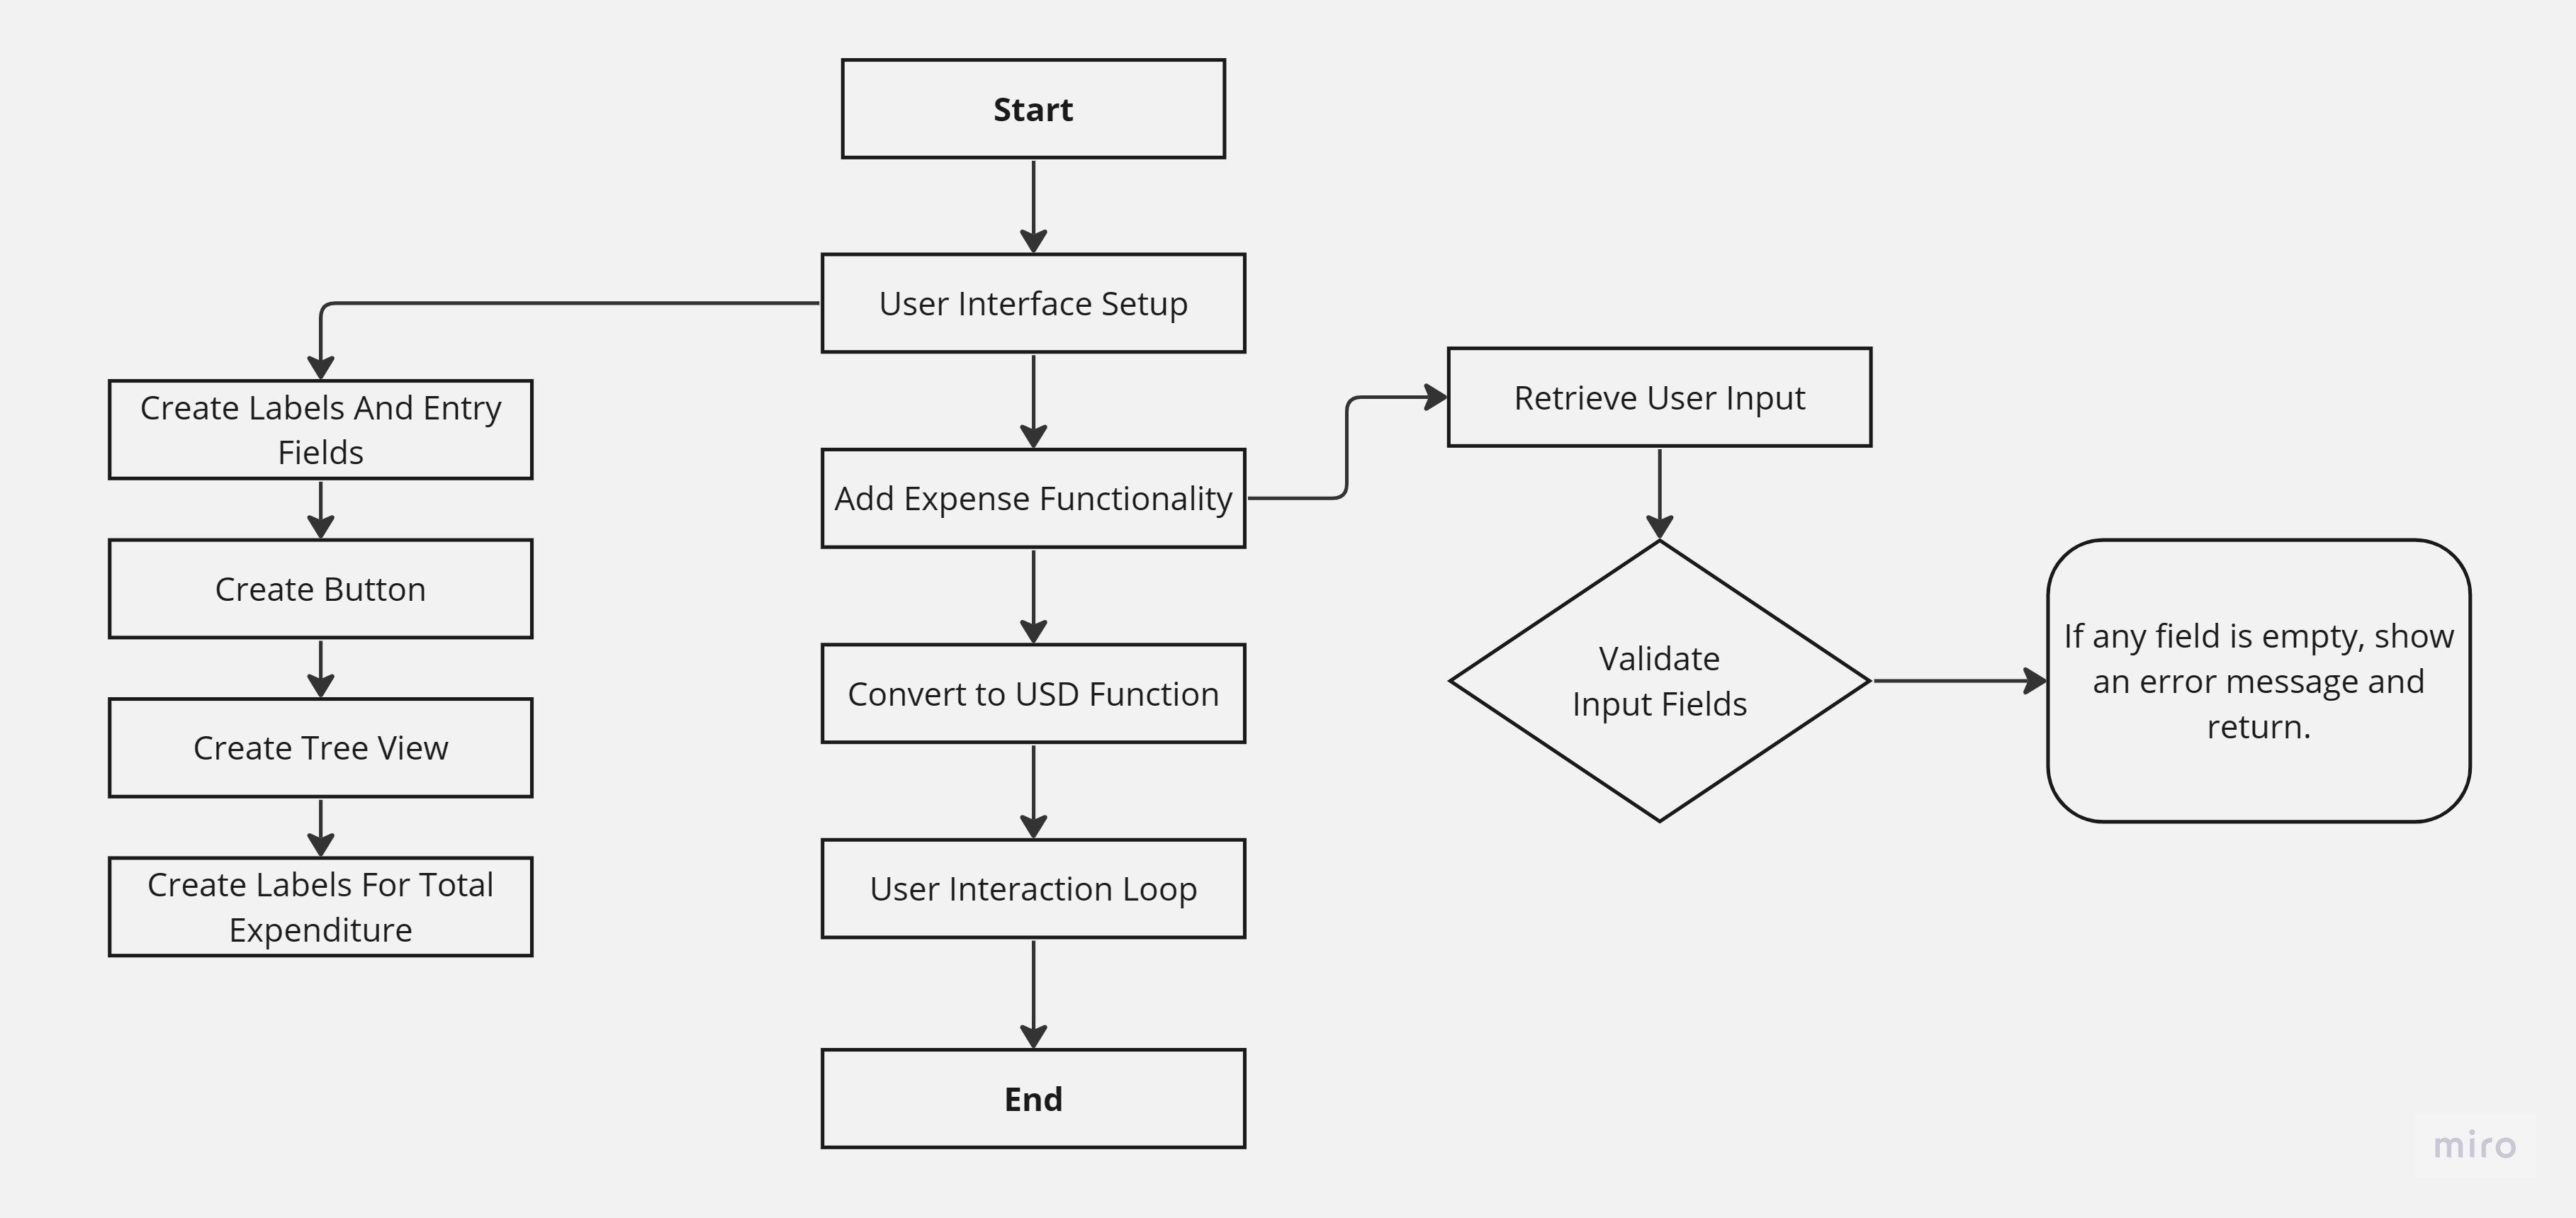 Start
User Interface Setup
Create Labels And Entry
Fields
Create Button
Create Tree View
Create Labels For Total
Expenditure
Add Expense Functionality
Retrieve User Input
Validate
Input Fields
If any field is empty, show
an error message and
return.
Convert to USD Function
User Interaction Loop
End
miro